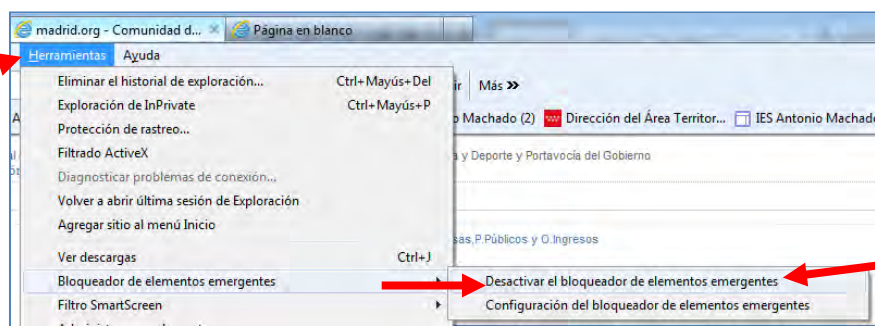 madrid.org - Comunidad d... Página en blanco
Herramientas Ayuda
Eliminar el historial de exploración... Ctrl+Mayús+Del
ir Más »
Exploración de InPrivate Ctrl+Mayús+P
Machado (2) Dirección del Área Territor... IES Antonio Machado
Protección de rastreo...
Filtrado ActiveX
y Deporte y Portavocía del Gobierno
Diagnosticar problemas de conexión...
Volver a abrir última sesión de Exploración
Agregar sitio al menú Inicio
sas,P.Públicos y O.Ingresos
Ver descargas Ctrl+J
Bloqueador de elementos emergentes
Desactivar el bloqueador de elementos emergentes
Filtro SmartScreen
Configuración del bloqueador de elementos emergentes